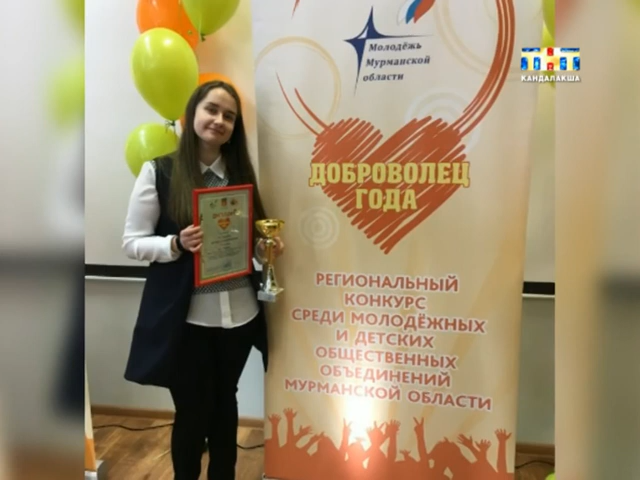 Молодёжь
Мурманской
области
ТНТ
КАНДАЛАКША
ДОБРОВОЛЕЦ
ГОДА
РЕГИОНАЛЬНЫЙ
КОНКУРС
СРЕДИ МОЛОДЁЖНЫХ
И ДЕТСКИХ
ОБЩЕСТВЕННЫХ
ОБЪЕДИНЕНИЙ
МУРМАНСКОЙ ОБЛАСТИ